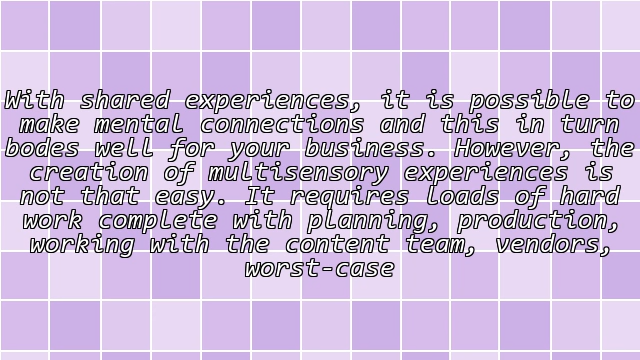 With shared experiences, it is possible to
make mental connections and this in turn
bodes well for your business. However, the
creation of multisensory experiences is
not that easy. It requires loads of hard
work complete with planning, production,
working with the content team, vendors,
worst-case